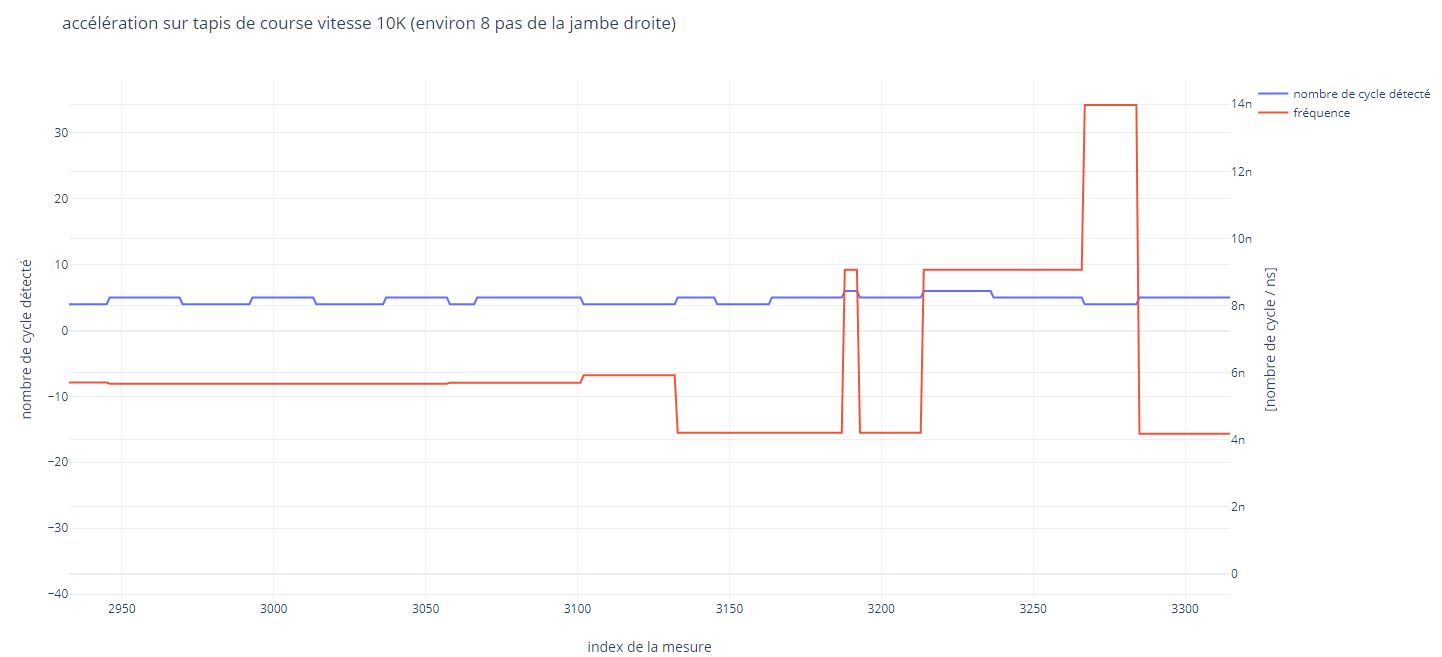 accélération sur tapis de course vitesse 10K (environ 8 pas de la jambe droite)
nombre de cycle détecté
fréquence
30
20
10
0
−10
−20
−30
−40
nombre de cycle détecté
14n
12n
10n
8n
6n
4n
2n
0
[nombre de cycle / ns]
2950
3000
3050
3100
3150
3200
3250
3300
index de la mesure